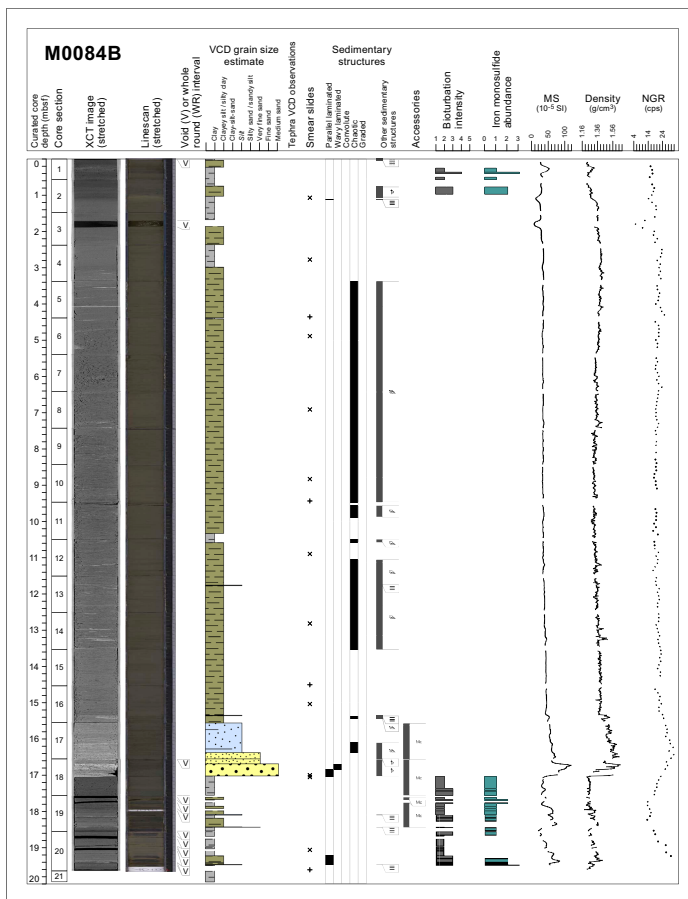 M0084B
VCD grain size
estimate
Sedimentary
structures
Curated core
depth (mbsf)
Core section
XCT image
(stretched)
Linescan
(stretched)
Void (V) or whole
round (WR) interval
Clay
Clayey silt / silty clay
Clay-silt-sand
Silt
Silty sand / sandy silt
Very fine sand
Fine sand
Medium sand
Tephra VCD observations
Smear slides
Parallel laminated
Wavy laminated
Convolute
Chaotic
Graded
Other sedimentary
structures
Accessories
Bioturbation
intensity
Iron monosulfide
abundance
MS
(10⁻⁵ SI)
Density
(g/cm³)
NGR
(cps)
1 2 3 4 5
0 1 2 3
0 50 100
1.16 1.36 1.56
4 14 24
0
1
2
3
4
5
6
7
8
9
10
11
12
13
14
15
16
17
18
19
20
1
2
3
4
5
6
7
8
9
10
11
12
13
14
15
16
17
18
19
20
21
V
V
V
V
V
V
V
V
V
V
V